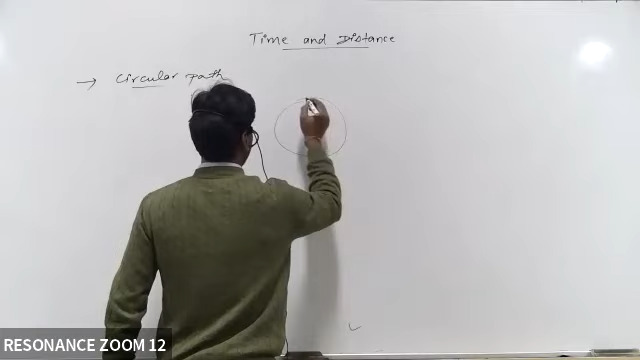 Time and Distance
→ Circular path
RESONANCE ZOOM 12